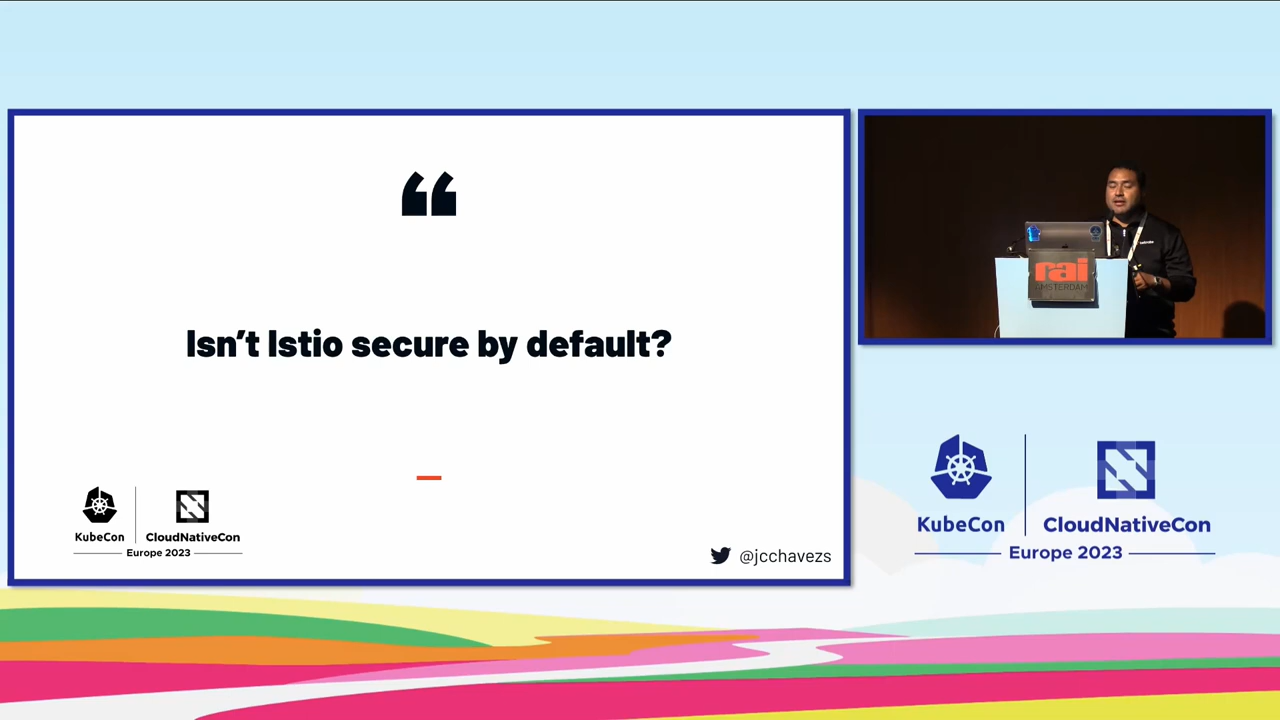 “
Isn’t Istio secure by default?
KubeCon
CloudNativeCon
Europe 2023
@jcchavezs
rai
AMSTERDAM
KubeCon
CloudNativeCon
Europe 2023